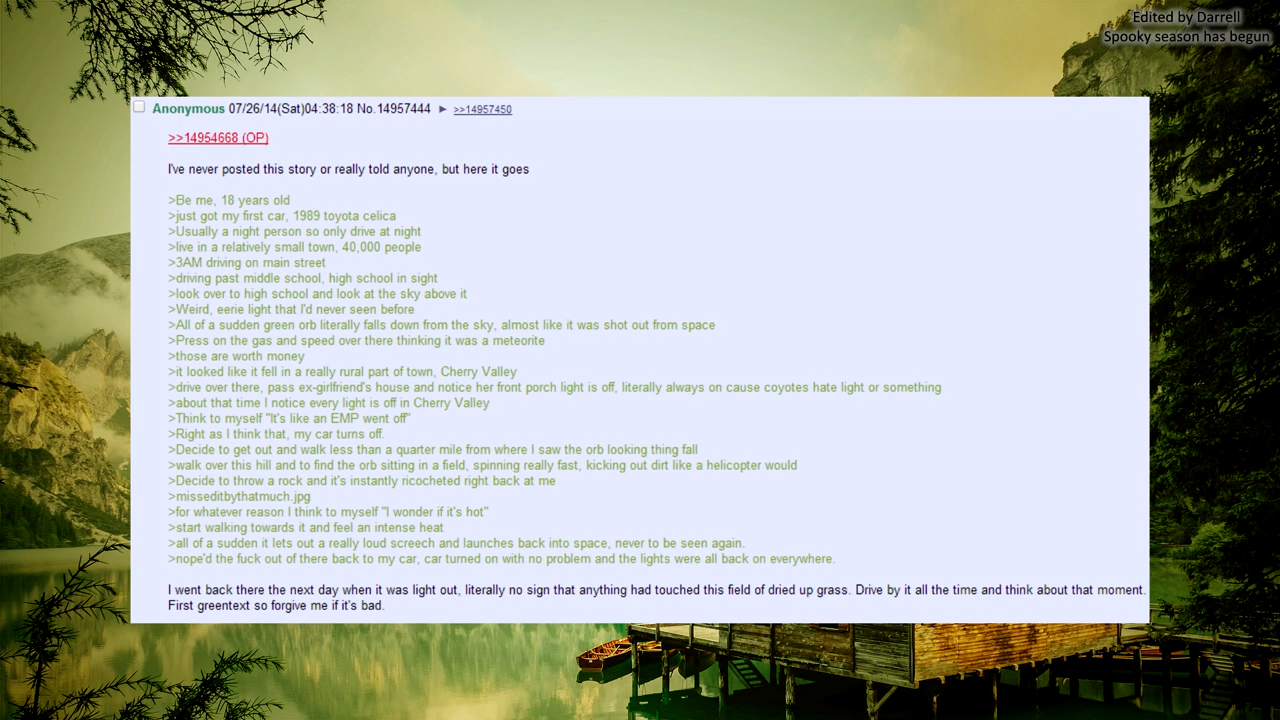 Edited by Darrell
Spooky season has begun
Anonymous 07/26/14(Sat)04:38:18 No.14957444 ► >>14957450
>>14954668 (OP)
I've never posted this story or really told anyone, but here it goes
>Be me, 18 years old
>just got my first car, 1989 toyota celica
>Usually a night person so only drive at night
>live in a relatively small town, 40,000 people
>3AM driving on main street
>driving past middle school, high school in sight
>look over to high school and look at the sky above it
>Weird, eerie light that I'd never seen before
>All of a sudden green orb literally falls down from the sky, almost like it was shot out from space
>Press on the gas and speed over there thinking it was a meteorite
>those are worth money
>it looked like it fell in a really rural part of town, Cherry Valley
>drive over there, pass ex-girlfriend's house and notice her front porch light is off, literally always on cause coyotes hate light or something
>about that time I notice every light is off in Cherry Valley
>Think to myself "It's like an EMP went off"
>Right as I think that, my car turns off.
>Decide to get out and walk less than a quarter mile from where I saw the orb looking thing fall
>walk over this hill and to find the orb sitting in a field, spinning really fast, kicking out dirt like a helicopter would
>Decide to throw a rock and it's instantly ricocheted right back at me
>misseditbythatmuch.jpg
>for whatever reason I think to myself "I wonder if it's hot"
>start walking towards it and feel an intense heat
>all of a sudden it lets out a really loud screech and launches back into space, never to be seen again.
>nope'd the fuck out of there back to my car, car turned on with no problem and the lights were all back on everywhere.
I went back there the next day when it was light out, literally no sign that anything had touched this field of dried up grass. Drive by it all the time and think about that moment.
First greentext so forgive me if it's bad.